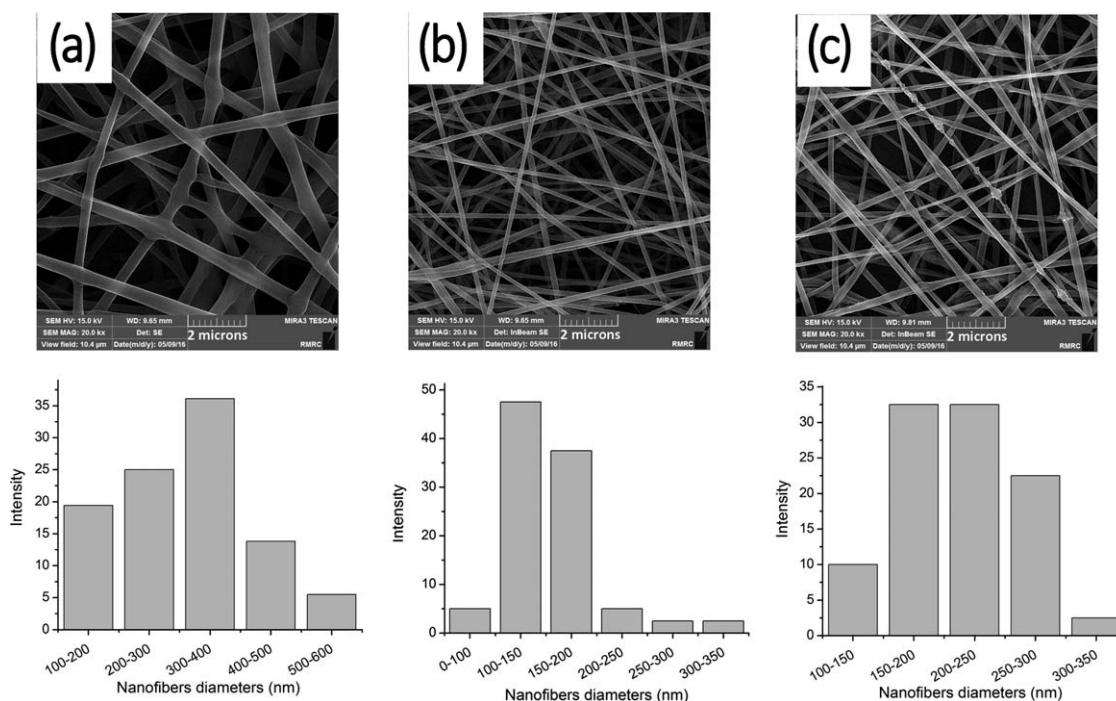 (a)
SEM HV: 15.0 kV WD: 9.65 mm MIRA3 TESCAN
SEM MAG: 20.0 kx Det: SE 2 microns
View field: 10.4 µm Date(m/d/y): 05/09/16 RMRC
(b)
SEM HV: 15.0 kV WD: 9.65 mm MIRA3 TESCAN
SEM MAG: 20.0 kx Det: InBeam SE 2 microns
View field: 10.4 µm Date(m/d/y): 05/09/16 RMRC
(c)
SEM HV: 15.0 kV WD: 9.81 mm MIRA3 TESCAN
SEM MAG: 20.0 kx Det: InBeam SE 2 microns
View field: 10.4 µm Date(m/d/y): 05/09/16 RMRC
Intensity
35
30
25
20
15
10
5
0
100-200 200-300 300-400 400-500 500-600
Nanofibers diameters (nm)
Intensity
50
40
30
20
10
0
0-100 100-150 150-200 200-250 250-300 300-350
Nanofibers diameters (nm)
Intensity
35
30
25
20
15
10
5
0
100-150 150-200 200-250 250-300 300-350
Nanofibers diameters (nm)